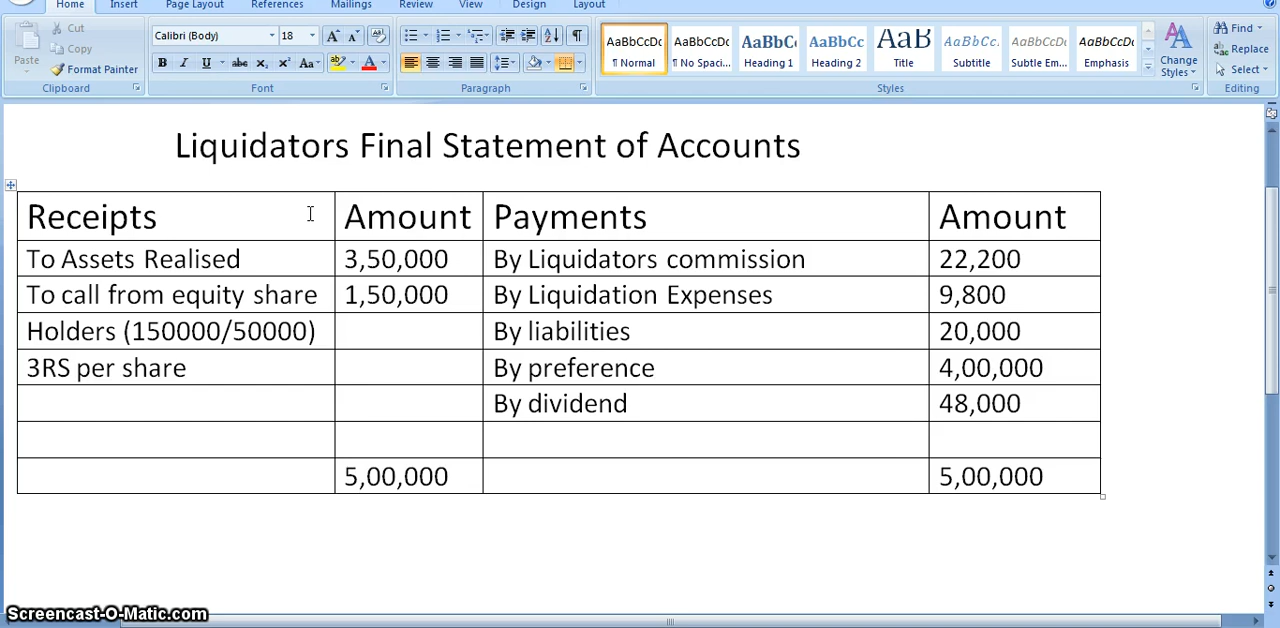 Home Insert Page Layout References Mailings Review View Design Layout
Cut
Copy
Paste
Format Painter
Clipboard
Calibri (Body) 18
B I U abc x₂ x² Aa
ab A
Font
Paragraph
AaBbCcDc AaBbCcDc AaBbCc AaBbCc AaB AaBbCc. AaBbCcDc AaBbCcDc
¶ Normal ¶ No Spaci... Heading 1 Heading 2 Title Subtitle Subtle Em... Emphasis
Change
Styles
Styles
Find
Replace
Select
Editing
Liquidators Final Statement of Accounts
Receipts Amount Payments Amount
To Assets Realised 3,50,000 By Liquidators commission 22,200
To call from equity share 1,50,000 By Liquidation Expenses 9,800
Holders (150000/50000) By liabilities 20,000
3RS per share By preference 4,00,000
By dividend 48,000
5,00,000 5,00,000
Screencast-O-Matic.com